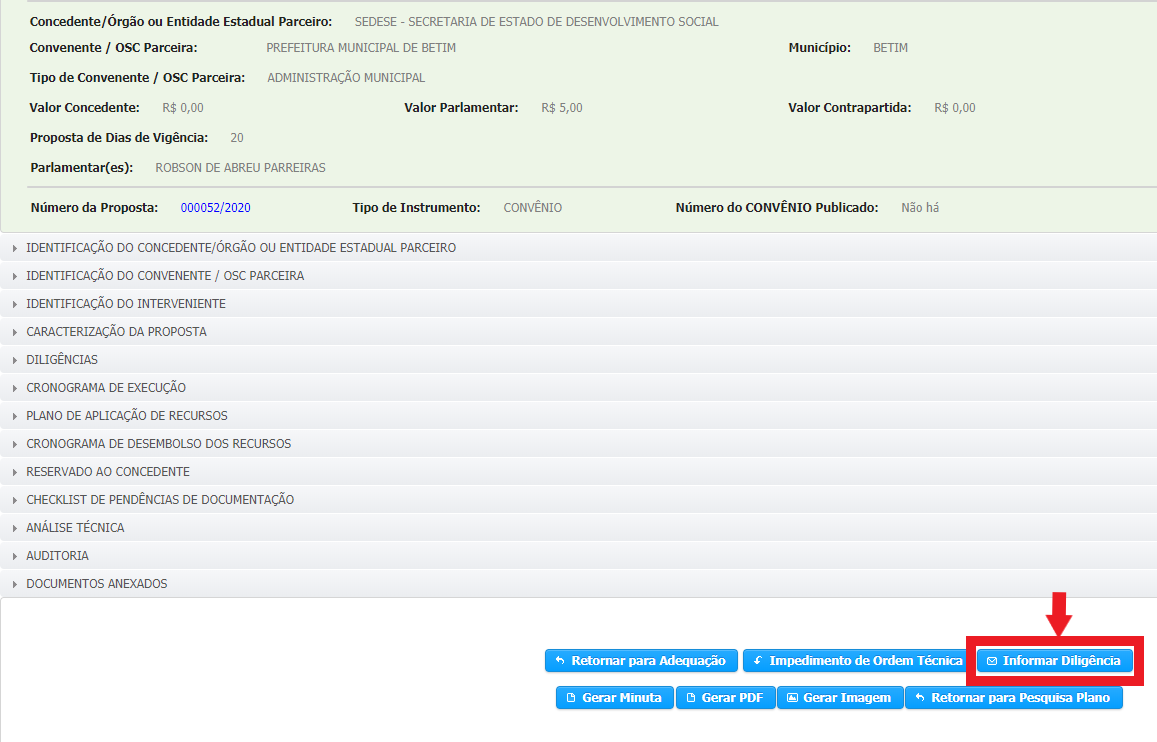 Concedente/Órgão ou Entidade Estadual Parceiro: SEDESE - SECRETARIA DE ESTADO DE DESENVOLVIMENTO SOCIAL
Convenente / OSC Parceira: PREFEITURA MUNICIPAL DE BETIM Município: BETIM
Tipo de Convenente / OSC Parceira: ADMINISTRAÇÃO MUNICIPAL
Valor Concedente: R$ 0,00 Valor Parlamentar: R$ 5,00 Valor Contrapartida: R$ 0,00
Proposta de Dias de Vigência: 20
Parlamentar(es): ROBSON DE ABREU PARREIRAS
Número da Proposta: 000052/2020 Tipo de Instrumento: CONVÊNIO Número do CONVÊNIO Publicado: Não há
IDENTIFICAÇÃO DO CONCEDENTE/ÓRGÃO OU ENTIDADE ESTADUAL PARCEIRO
IDENTIFICAÇÃO DO CONVENENTE / OSC PARCEIRA
IDENTIFICAÇÃO DO INTERVENIENTE
CARACTERIZAÇÃO DA PROPOSTA
DILIGÊNCIAS
CRONOGRAMA DE EXECUÇÃO
PLANO DE APLICAÇÃO DE RECURSOS
CRONOGRAMA DE DESEMBOLSO DOS RECURSOS
RESERVADO AO CONCEDENTE
CHECKLIST DE PENDÊNCIAS DE DOCUMENTAÇÃO
ANÁLISE TÉCNICA
AUDITORIA
DOCUMENTOS ANEXADOS
Retornar para Adequação Impedimento de Ordem Técnica Informar Diligência
Gerar Minuta Gerar PDF Gerar Imagem Retornar para Pesquisa Plano